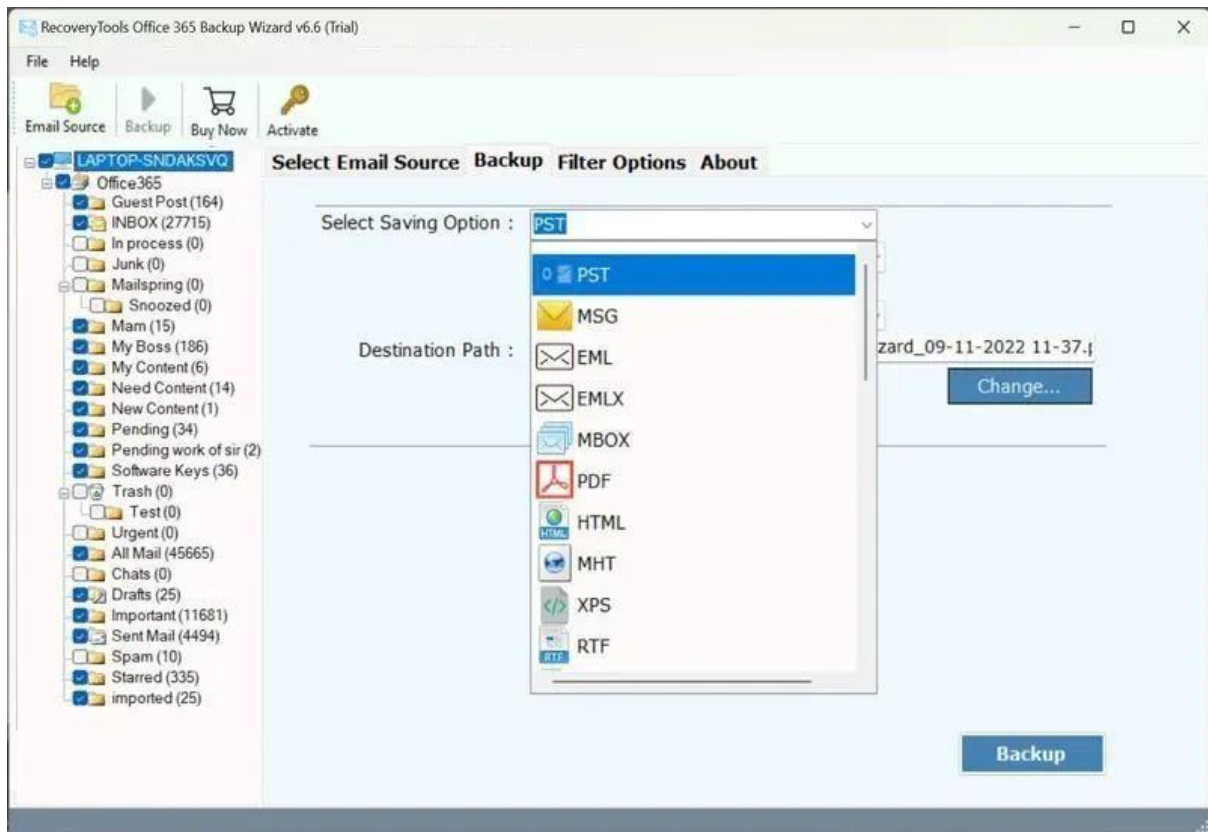 RecoveryTools Office 365 Backup Wizard v6.6 (Trial)
File Help
Email Source Backup Buy Now Activate
LAPTOP-SNDAKSVQ
Office365
Guest Post (164)
INBOX (27715)
In process (0)
Junk (0)
Mailspring (0)
Snoozed (0)
Mam (15)
My Boss (186)
My Content (6)
Need Content (14)
New Content (1)
Pending (34)
Pending work of sir (2)
Software Keys (36)
Trash (0)
Test (0)
Urgent (0)
All Mail (45665)
Chats (0)
Drafts (25)
Important (11681)
Sent Mail (4494)
Spam (10)
Starred (335)
imported (25)
Select Email Source Backup Filter Options About
Select Saving Option : PST
PST
MSG
EML
EMLX
MBOX
PDF
HTML
HTML
MHT
XPS
RTF
RTF
Destination Path : zard_09-11-2022 11-37.p
Change...
Backup